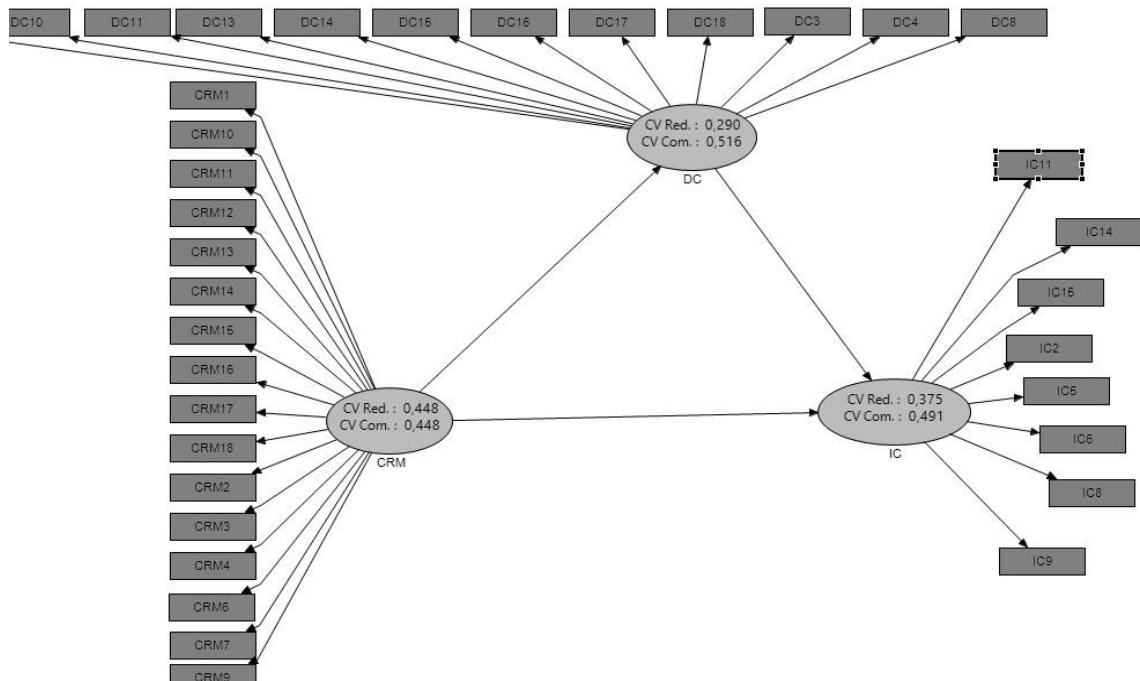 DC10
DC11
DC13
DC14
DC15
DC16
DC17
DC18
DC3
DC4
DC8
CRM1
CRM10
CRM11
CRM12
CRM13
CRM14
CRM15
CRM16
CRM17
CRM18
CRM2
CRM3
CRM4
CRM6
CRM7
CRM9
CV Red. : 0,290
CV Com. : 0,516
DC
CV Red. : 0,448
CV Com. : 0,448
CRM
CV Red. : 0,375
CV Com. : 0,491
IC
IC11
IC14
IC15
IC2
IC5
IC6
IC8
IC9